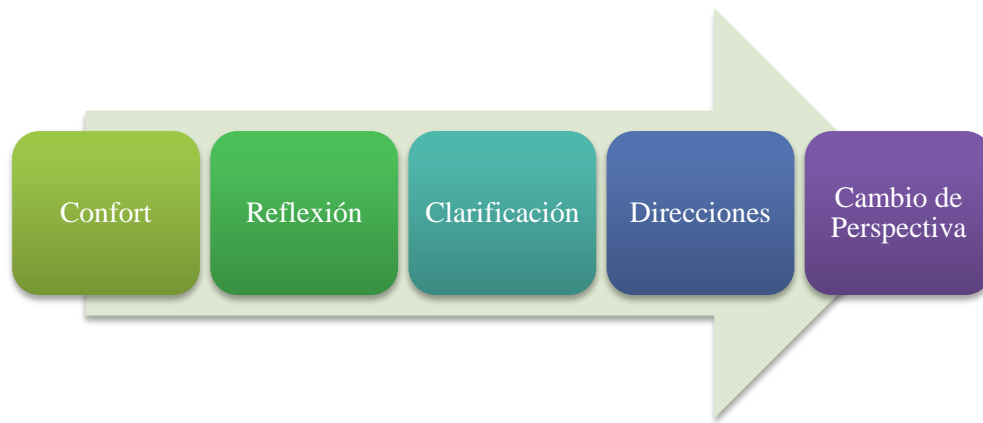 Confort
Reflexión
Clarificación
Direcciones
Cambio de
Perspectiva